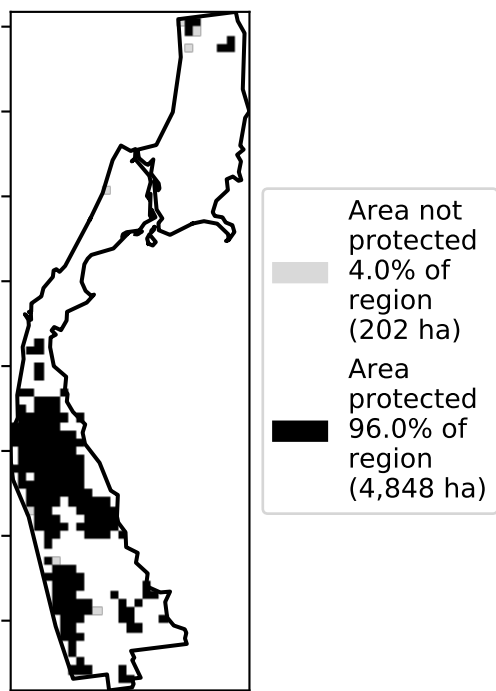 Area not
protected
4.0% of
region
(202 ha)
Area
protected
96.0% of
region
(4,848 ha)